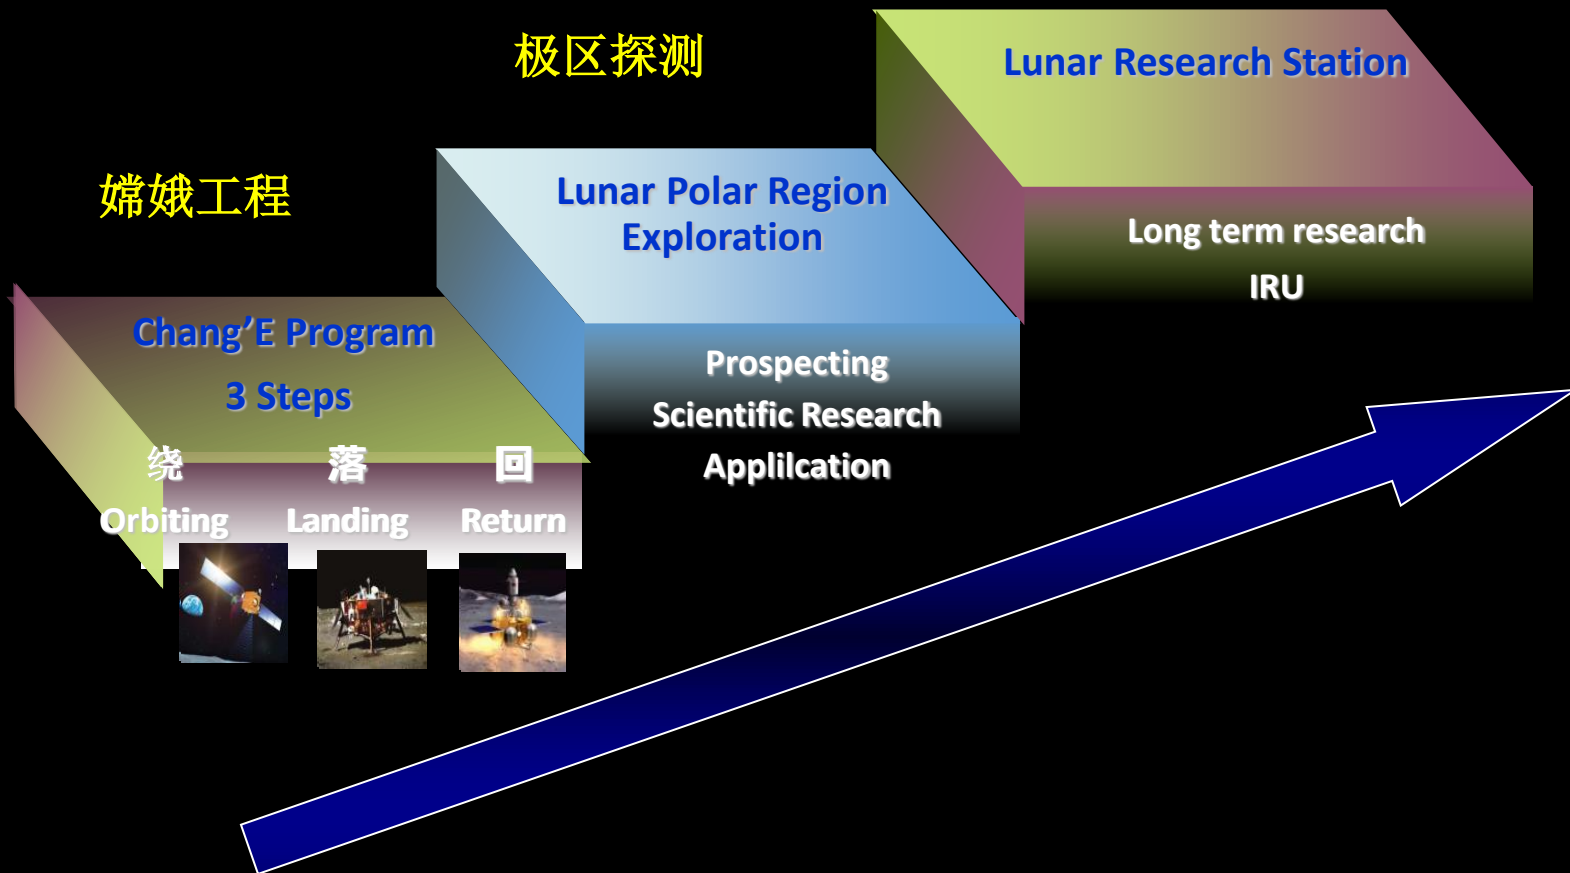 极区探测
Lunar Research Station
嫦娥工程
Lunar Polar Region
Exploration
Long term research
IRU
Chang’E Program
3 Steps
Prospecting
Scientific Research
Applilcation
绕 落 回
Orbiting Landing Return